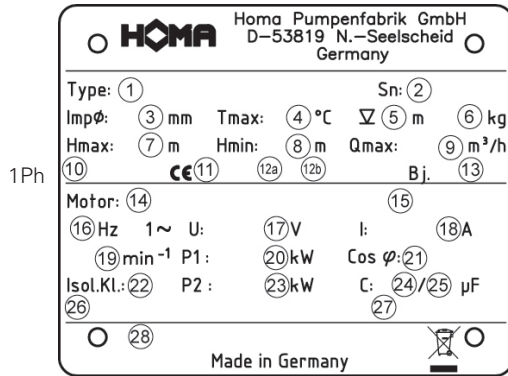 HOMA
Homa Pumpenfabrik GmbH
D-53819 N.-Seelscheid
Germany
Type: 1 Sn: 2
Impø: 3 mm Tmax: 4 °C ∇ 5 m 6 kg
Hmax: 7 m Hmin: 8 m Qmax: 9 m³/h
1Ph
10 CE 11 12a 12b Bj. 13
Motor: 14 15
16 Hz 1~ U: 17 V I: 18 A
19 min⁻¹ P1: 20 kW Cos φ: 21
Isol.Kl.: 22 P2: 23 kW C: 24/25 µF
26 27
28
Made in Germany